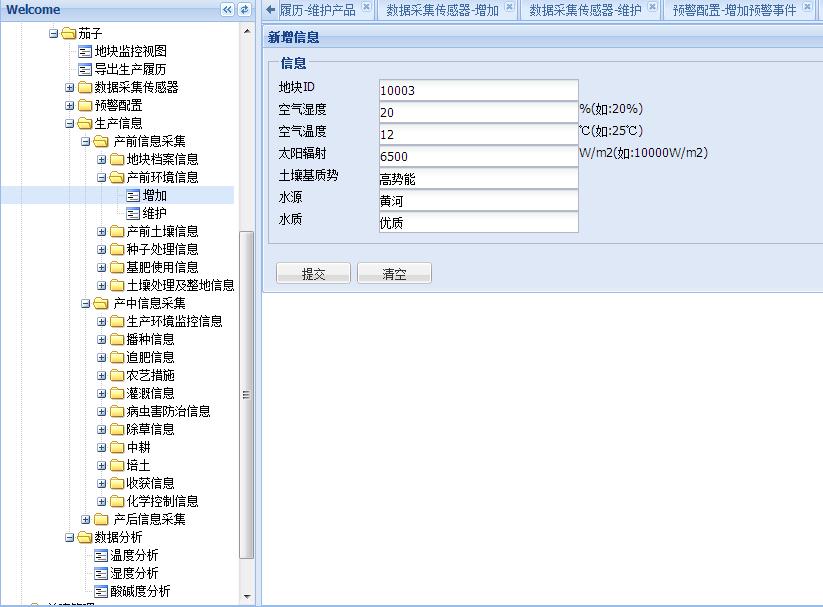 Welcome
茄子
地块监控视图
导出生产履历
数据采集传感器
预警配置
生产信息
产前信息采集
地块档案信息
产前环境信息
增加
维护
产前土壤信息
种子处理信息
基肥使用信息
土壤处理及整地信息
产中信息采集
生产环境监控信息
播种信息
追肥信息
农艺措施
灌溉信息
病虫害防治信息
除草信息
中耕
培土
收获信息
化学控制信息
产后信息采集
数据分析
温度分析
湿度分析
酸碱度分析
履历-维护产品 数据采集传感器-增加 数据采集传感器-维护 预警配置-增加预警事件
新增信息
信息
地块ID 10003
空气湿度 20 %(如:20%)
空气温度 12 ℃(如:25℃)
太阳辐射 6500 W/m2(如:10000W/m2)
土壤基质势 高势能
水源 黄河
水质 优质
提交 清空